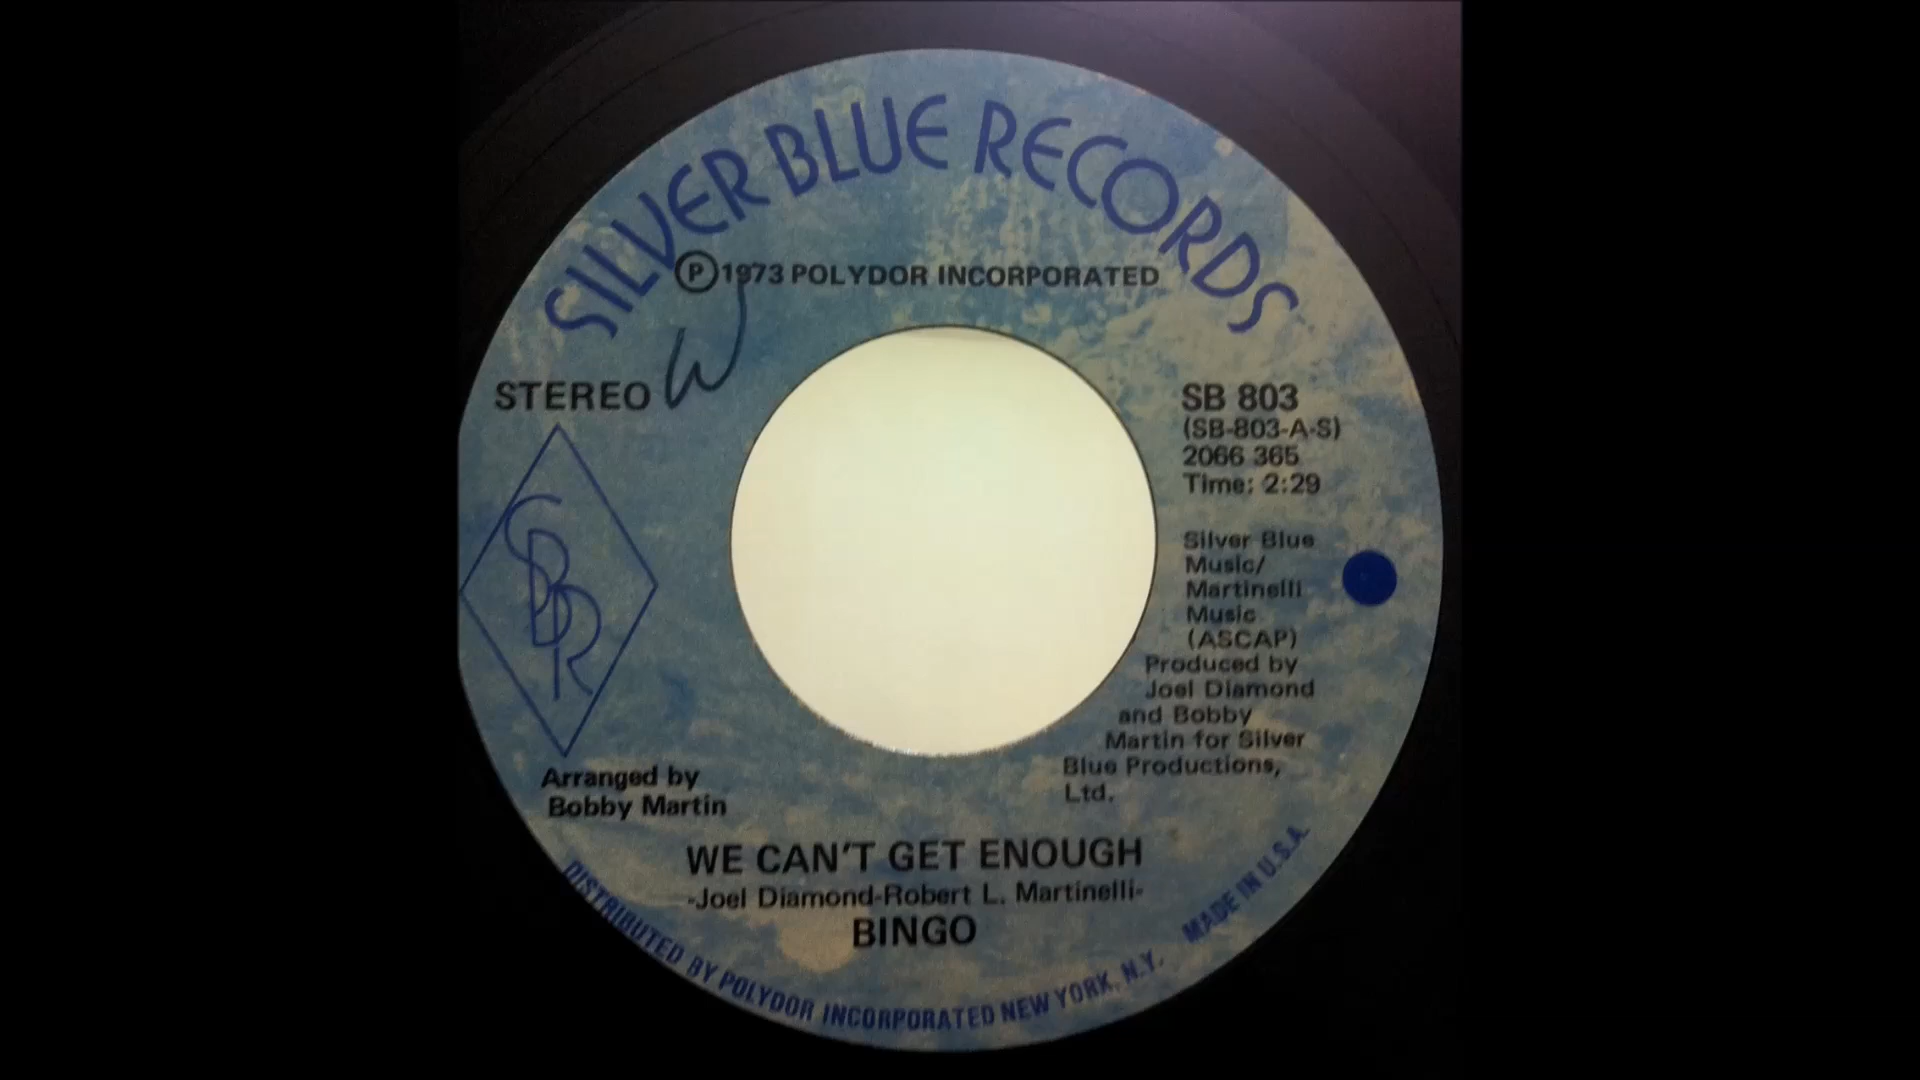 SILVER BLUE RECORDS
Ⓟ1973 POLYDOR INCORPORATED
W
STEREO
SBR
SB 803
(SB-803-A-S)
2066 365
Time: 2:29
Silver Blue
Music/
Martinelli
Music
(ASCAP)
Produced by
Joel Diamond
and Bobby
Martin for Silver
Blue Productions,
Ltd.
Arranged by
Bobby Martin
WE CAN'T GET ENOUGH
-Joel Diamond-Robert L. Martinelli-
BINGO
DISTRIBUTED BY POLYDOR INCORPORATED NEW YORK, N.Y. MADE IN U.S.A.